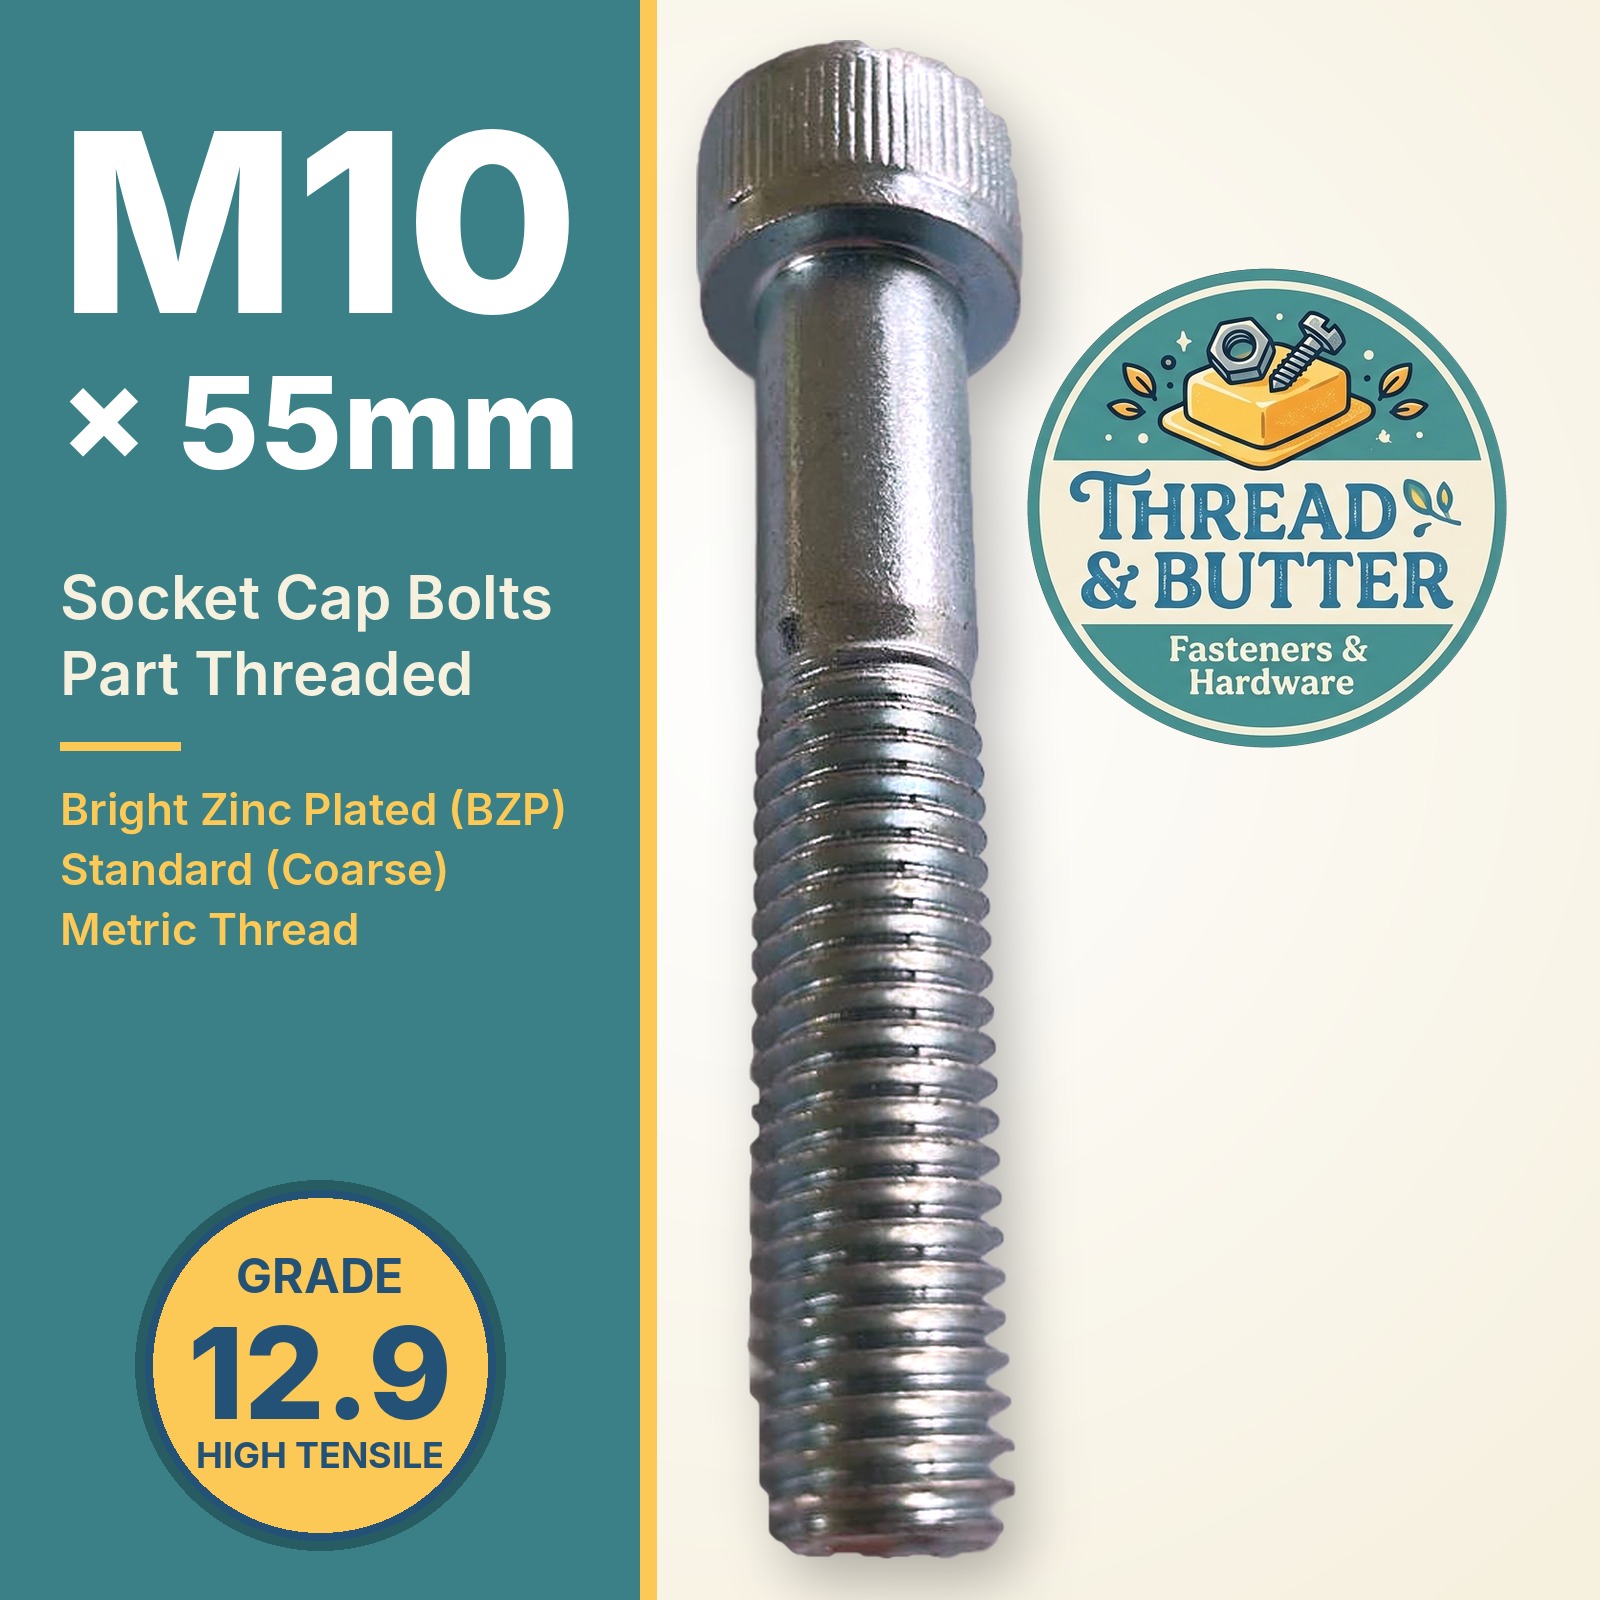 M10
× 55mm
Socket Cap Bolts
Part Threaded
Bright Zinc Plated (BZP)
Standard (Coarse)
Metric Thread
GRADE
12.9
HIGH TENSILE
THREAD
& BUTTER
Fasteners &
Hardware